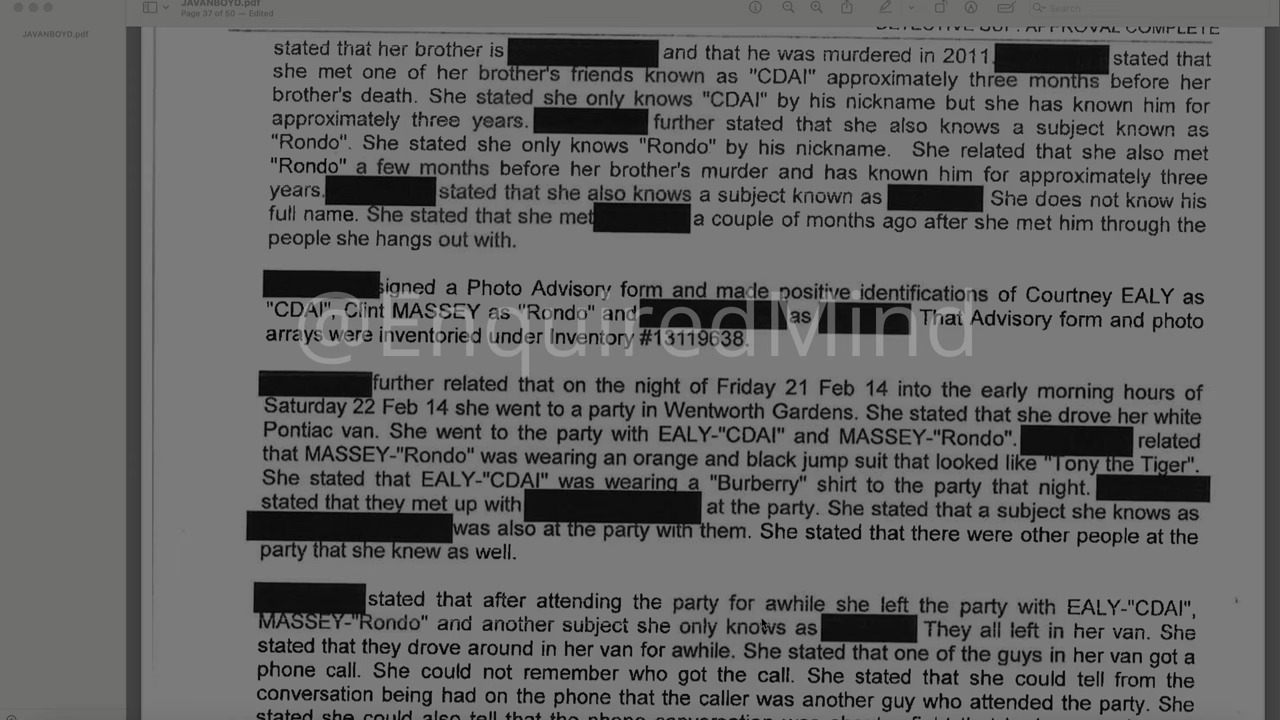 JAVANBOYD.pdf
Page 37 of 50 — Edited
Search
JAVANBOYD.pdf
DETECTIVE SUP. APPROVAL COMPLETE
stated that her brother is and that he was murdered in 2011. stated that
she met one of her brother's friends known as "CDAI" approximately three months before her
brother's death. She stated she only knows "CDAI" by his nickname but she has known him for
approximately three years. further stated that she also knows a subject known as
"Rondo". She stated she only knows "Rondo" by his nickname. She related that she also met
"Rondo" a few months before her brother's murder and has known him for approximately three
years. stated that she also knows a subject known as She does not know his
full name. She stated that she met a couple of months ago after she met him through the
people she hangs out with.
signed a Photo Advisory form and made positive identifications of Courtney EALY as
"CDAI", Clint MASSEY as "Rondo" and as That Advisory form and photo
arrays were inventoried under Inventory #13119638.
@EnquiredMind
further related that on the night of Friday 21 Feb 14 into the early morning hours of
Saturday 22 Feb 14 she went to a party in Wentworth Gardens. She stated that she drove her white
Pontiac van. She went to the party with EALY-"CDAI" and MASSEY-"Rondo". related
that MASSEY-"Rondo" was wearing an orange and black jump suit that looked like "Tony the Tiger".
She stated that EALY-"CDAI" was wearing a "Burberry" shirt to the party that night.
stated that they met up with at the party. She stated that a subject she knows as
was also at the party with them. She stated that there were other people at the
party that she knew as well.
stated that after attending the party for awhile she left the party with EALY-"CDAI",
MASSEY-"Rondo" and another subject she only knows as They all left in her van. She
stated that they drove around in her van for awhile. She stated that one of the guys in her van got a
phone call. She could not remember who got the call. She stated that she could tell from the
conversation being had on the phone that the caller was another guy who attended the party. She
stated she could also tell that the phone conversation was about a fight that